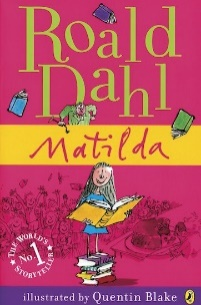 Roald
Dahl
Matilda
THE WORLD'S
No 1
STORYTELLER
illustrated by Quentin Blake